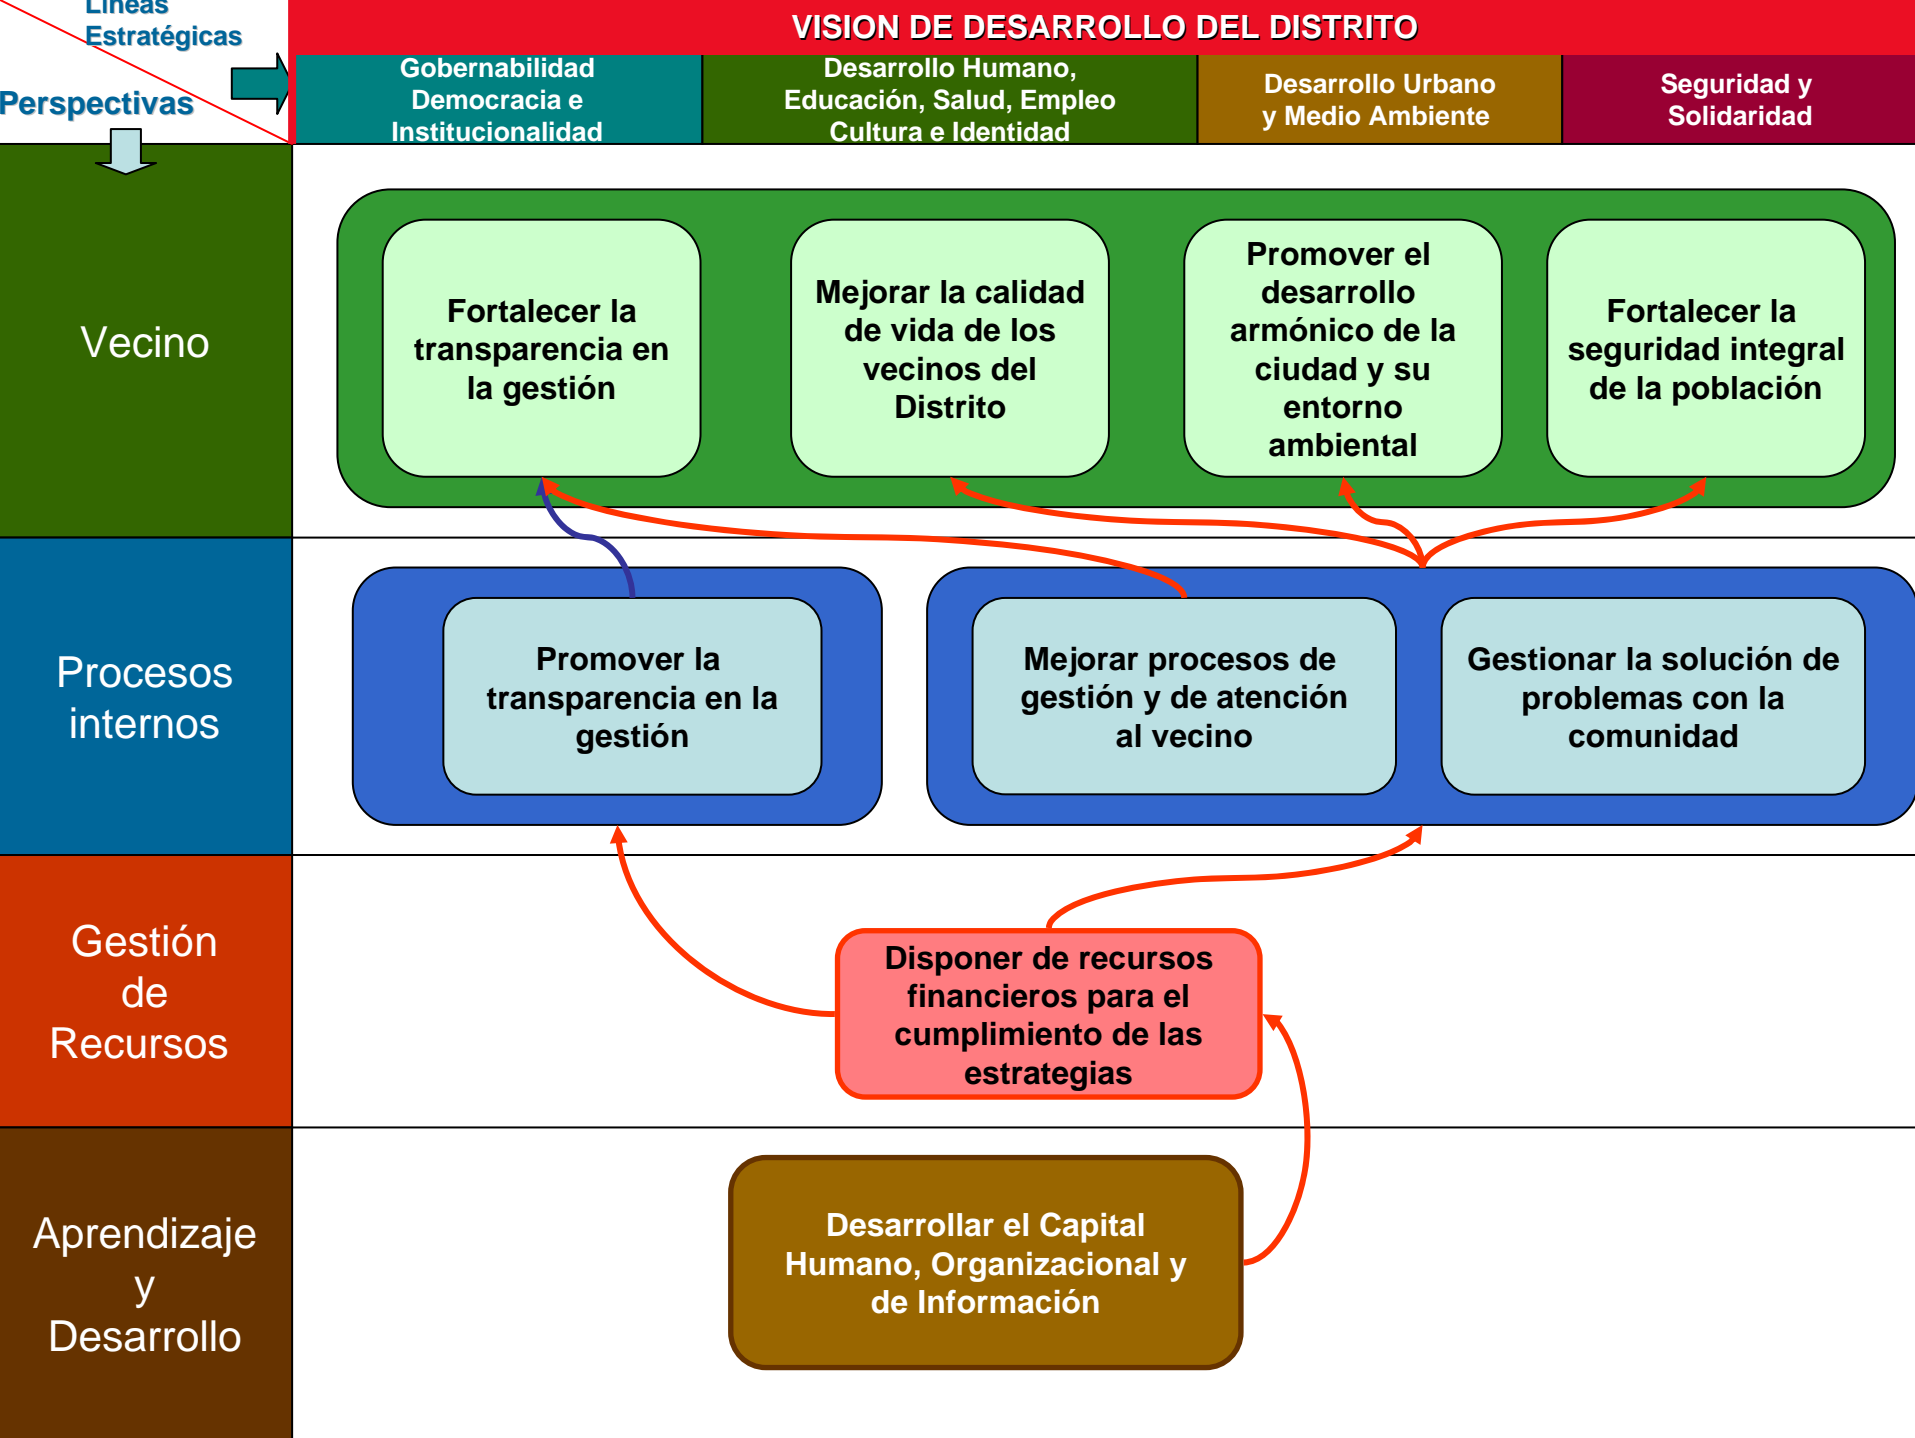 Líneas
Estratégicas
Perspectivas
VISION DE DESARROLLO DEL DISTRITO
Gobernabilidad
Democracia e
Institucionalidad
Desarrollo Humano,
Educación, Salud, Empleo
Cultura e Identidad
Desarrollo Urbano
y Medio Ambiente
Seguridad y
Solidaridad
Vecino
Fortalecer la
transparencia en
la gestión
Mejorar la calidad
de vida de los
vecinos del
Distrito
Promover el
desarrollo
armónico de la
ciudad y su
entorno
ambiental
Fortalecer la
seguridad integral
de la población
Procesos
internos
Promover la
transparencia en la
gestión
Mejorar procesos de
gestión y de atención
al vecino
Gestionar la solución de
problemas con la
comunidad
Gestión
de
Recursos
Disponer de recursos
financieros para el
cumplimiento de las
estrategias
Aprendizaje
y
Desarrollo
Desarrollar el Capital
Humano, Organizacional y
de Información